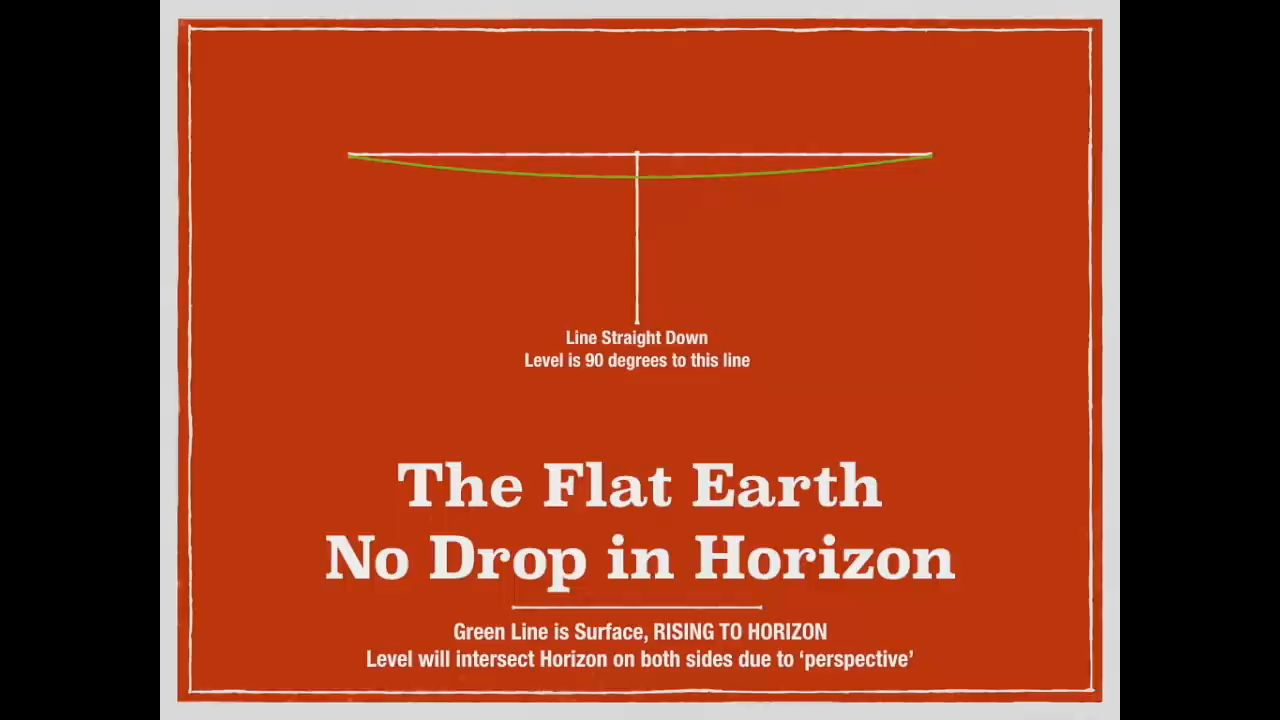 Line Straight Down
Level is 90 degrees to this line
The Flat Earth
No Drop in Horizon
Green Line is Surface, RISING TO HORIZON
Level will intersect Horizon on both sides due to ‘perspective’